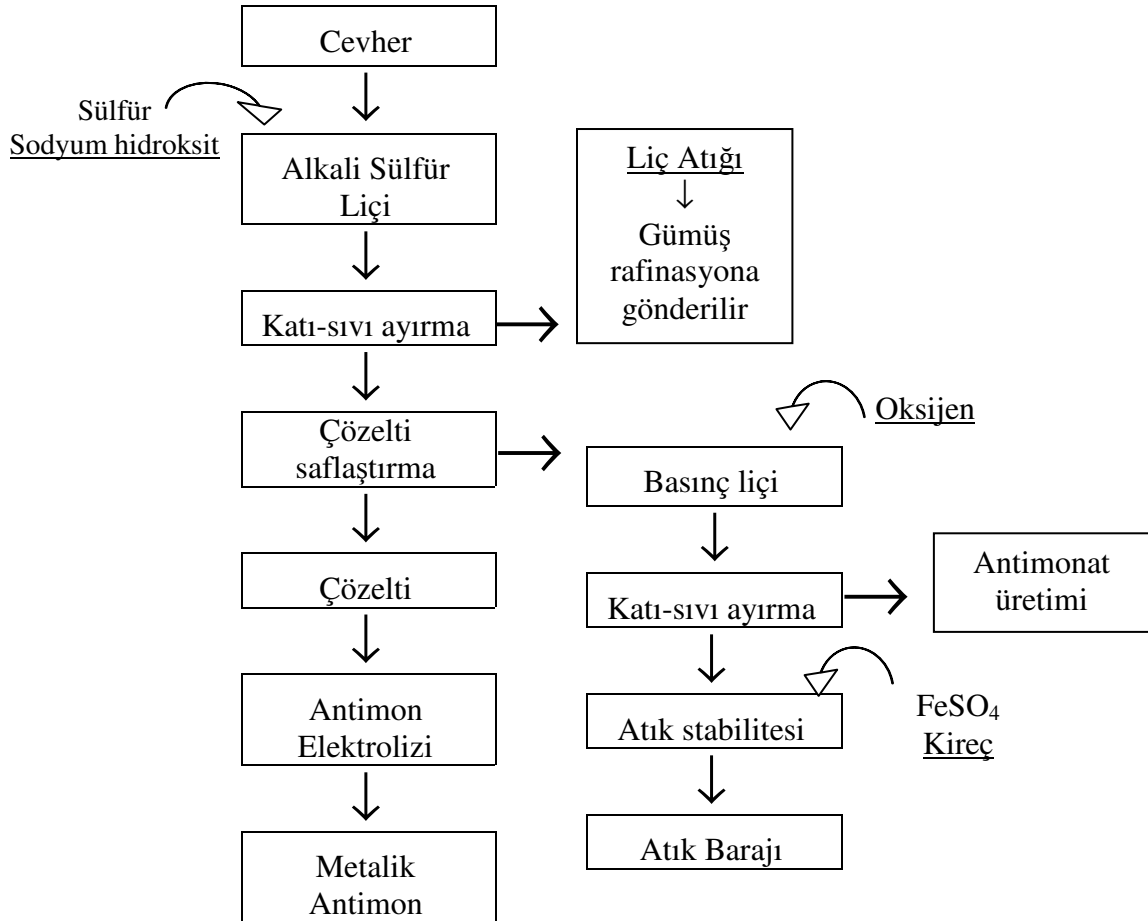 Cevher
Sülfür
Sodyum hidroksit
Alkali Sülfür
Liçi
Liç Atığı
Gümüş
rafinasyona
gönderilir
Katı-sıvı ayırma
Çözelti
saflaştırma
Oksijen
Basınç liçi
Çözelti
Katı-sıvı ayırma
Antimonat
üretimi
Antimon
Elektrolizi
Atık stabilitesi
FeSO₄
Kireç
Metalik
Antimon
Atık Barajı